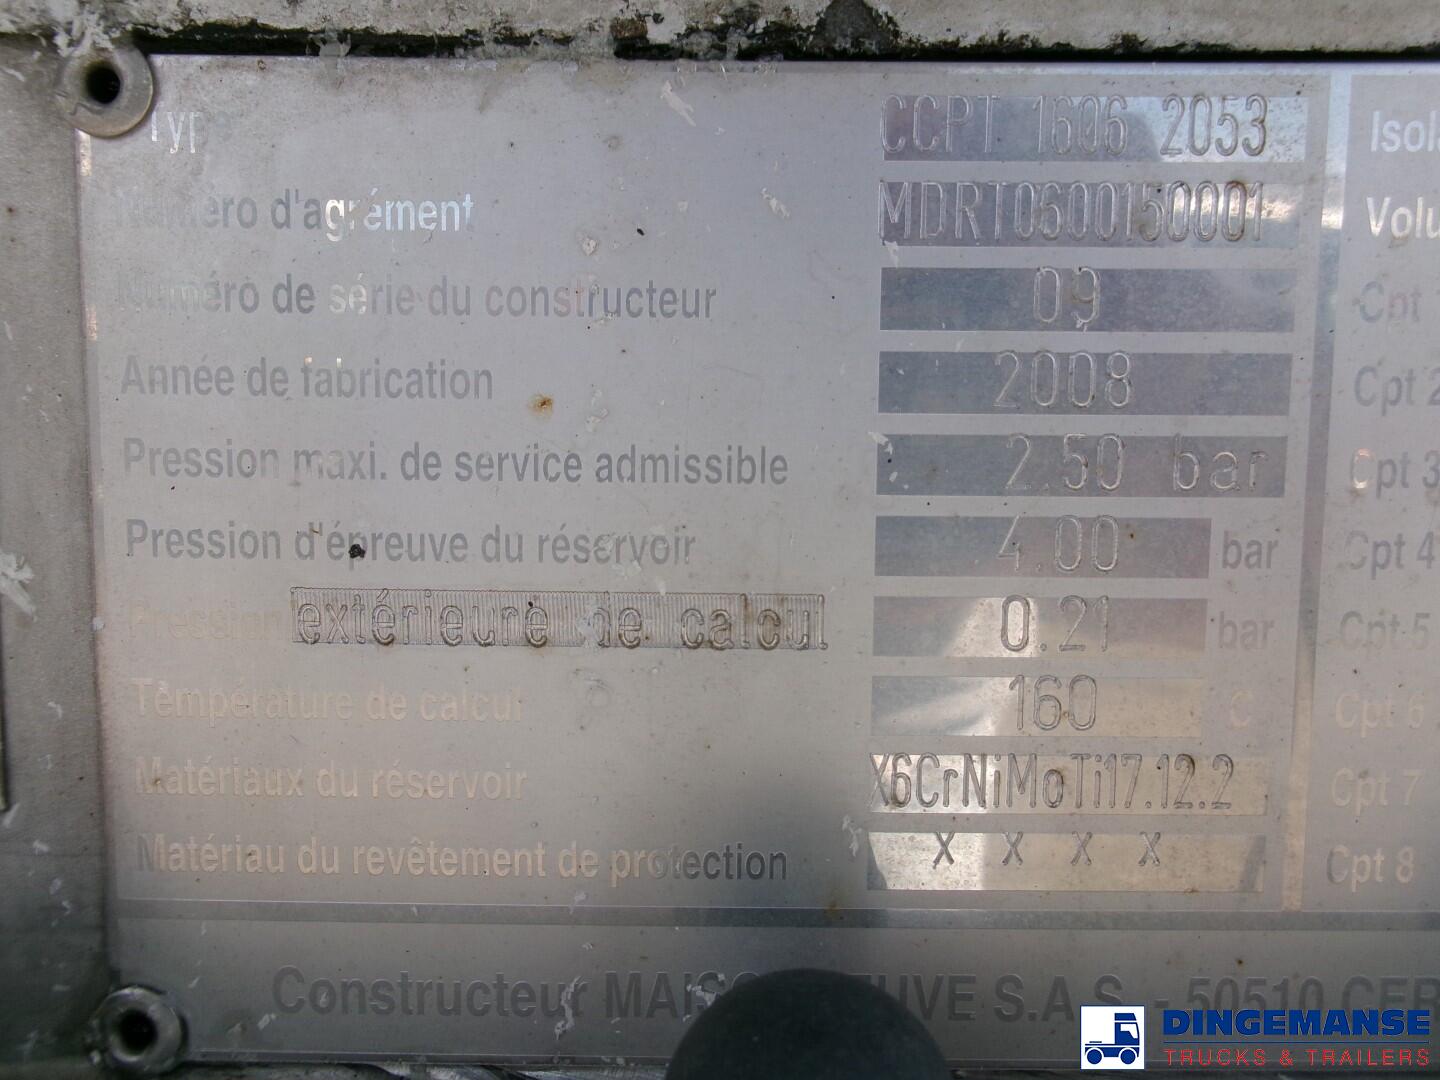 Type CCPT 1606 2053
Numéro d'agrément MDRT0600150001
Numéro de série du constructeur 09
Année de fabrication 2008
Pression maxi. de service admissible 2.50 bar
Pression d'épreuve du réservoir 4.00 bar
Pression extérieure de calcul 0.21 bar
Température de calcul 160 C
Matériaux du réservoir X6CrNiMoTi17.12.2
Matériau du revêtement de protection X X X X
Constructeur S.A.S. - 50510
Cpt
Cpt 2
Cpt 3
Cpt 4
Cpt 5
Cpt 6
Cpt 7
Cpt 8
DINGEMANSE
TRUCKS & TRAILERS